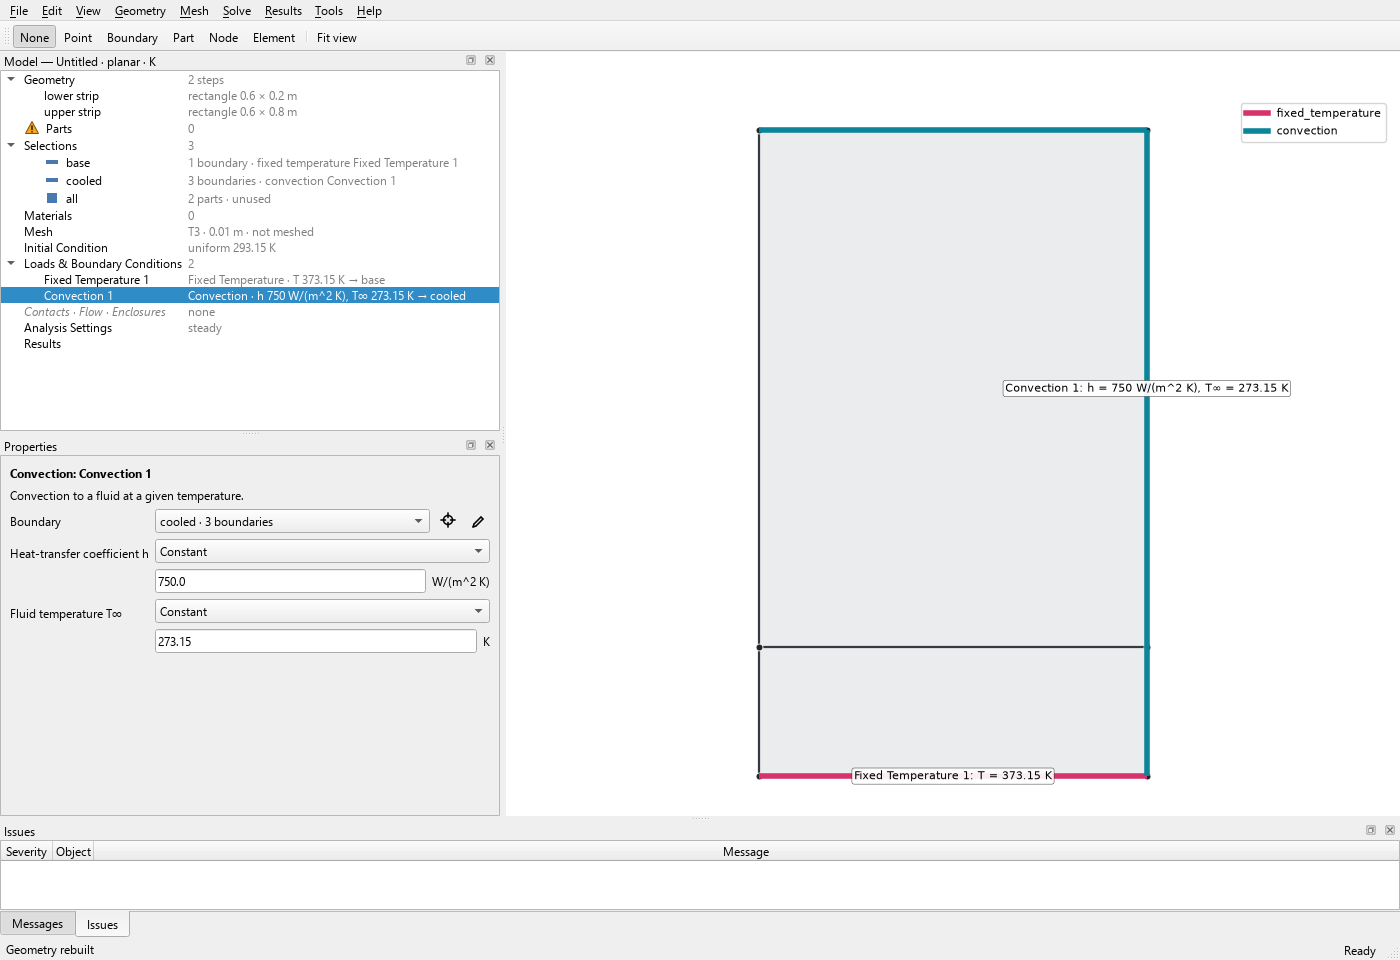 File Edit View Geometry Mesh Solve Results Tools Help
None Point Boundary Part Node Element Fit view
Model — Untitled · planar · K
Geometry 2 steps
lower strip rectangle 0.6 × 0.2 m
upper strip rectangle 0.6 × 0.8 m
Parts 0
Selections 3
base 1 boundary · fixed temperature Fixed Temperature 1
cooled 3 boundaries · convection Convection 1
all 2 parts · unused
Materials 0
Mesh T3 · 0.01 m · not meshed
Initial Condition uniform 293.15 K
Loads & Boundary Conditions 2
Fixed Temperature 1 Fixed Temperature · T 373.15 K → base
Convection 1 Convection · h 750 W/(m^2 K), T∞ 273.15 K → cooled
Contacts · Flow · Enclosures none
Analysis Settings steady
Results
Properties
Convection: Convection 1
Convection to a fluid at a given temperature.
Boundary cooled · 3 boundaries
Heat-transfer coefficient h Constant
750.0 W/(m^2 K)
Fluid temperature T∞ Constant
273.15 K
fixed_temperature
convection
Convection 1: h = 750 W/(m^2 K), T∞ = 273.15 K
Fixed Temperature 1: T = 373.15 K
Issues
Severity Object Message
Messages Issues
Geometry rebuilt Ready